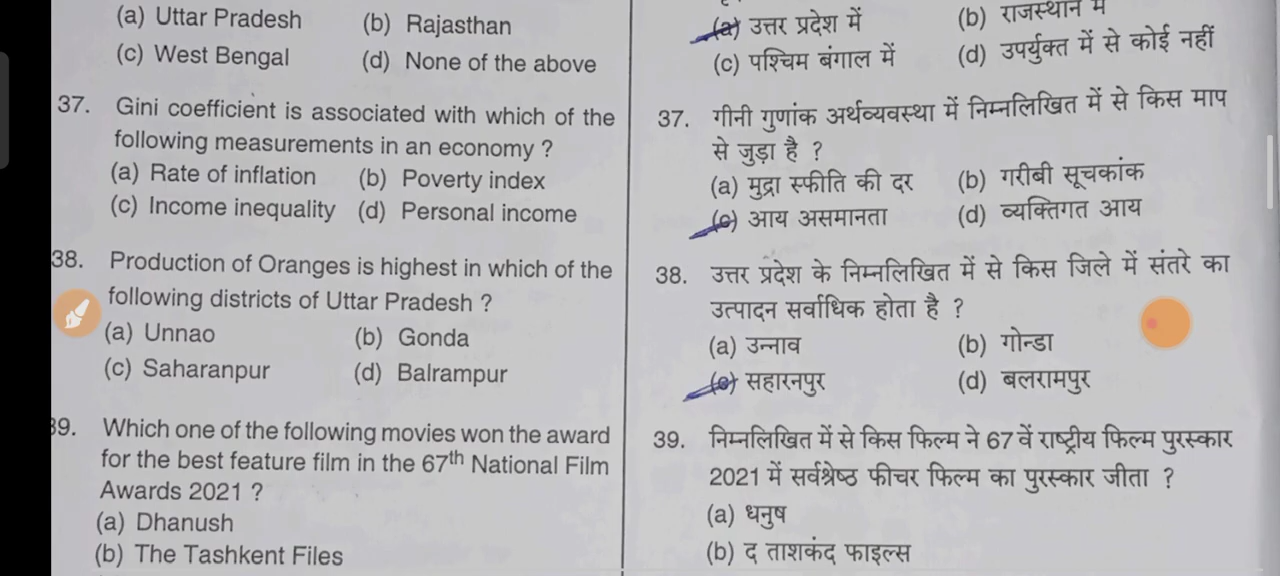 (a) Uttar Pradesh (b) Rajasthan
(c) West Bengal (d) None of the above
37. Gini coefficient is associated with which of the
following measurements in an economy ?
(a) Rate of inflation (b) Poverty index
(c) Income inequality (d) Personal income
38. Production of Oranges is highest in which of the
following districts of Uttar Pradesh ?
(a) Unnao (b) Gonda
(c) Saharanpur (d) Balrampur
39. Which one of the following movies won the award
for the best feature film in the 67th National Film
Awards 2021 ?
(a) Dhanush
(b) The Tashkent Files
(a) उत्तर प्रदेश में (b) राजस्थान में
(c) पश्चिम बंगाल में (d) उपर्युक्त में से कोई नहीं
37. गीनी गुणांक अर्थव्यवस्था में निम्नलिखित में से किस माप
से जुड़ा है ?
(a) मुद्रा स्फीति की दर (b) गरीबी सूचकांक
(c) आय असमानता (d) व्यक्तिगत आय
38. उत्तर प्रदेश के निम्नलिखित में से किस जिले में संतरे का
उत्पादन सर्वाधिक होता है ?
(a) उन्नाव (b) गोन्डा
(c) सहारनपुर (d) बलरामपुर
39. निम्नलिखित में से किस फिल्म ने 67 वें राष्ट्रीय फिल्म पुरस्कार
2021 में सर्वश्रेष्ठ फीचर फिल्म का पुरस्कार जीता ?
(a) धनुष
(b) द ताशकंद फाइल्स